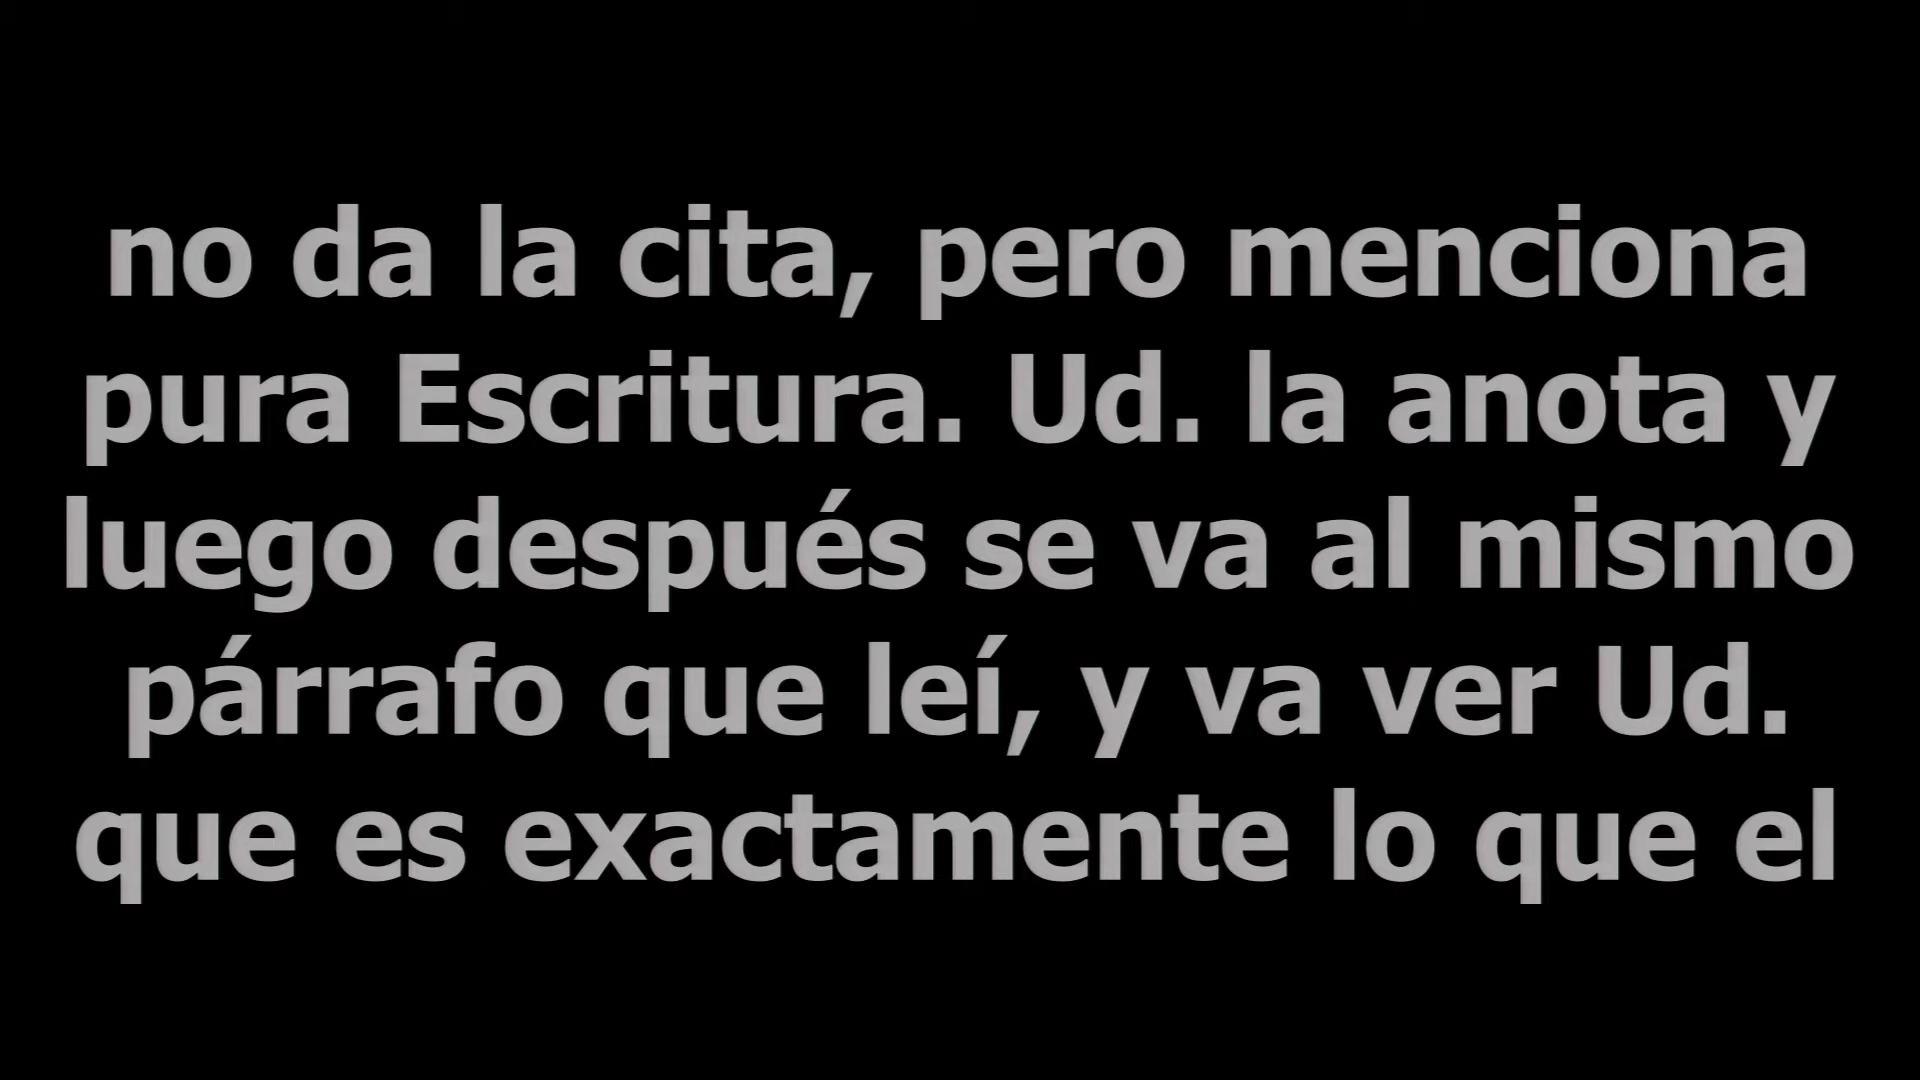 no da la cita, pero menciona
pura Escritura. Ud. la anota y
luego después se va al mismo
párrafo que leí, y va ver Ud.
que es exactamente lo que el